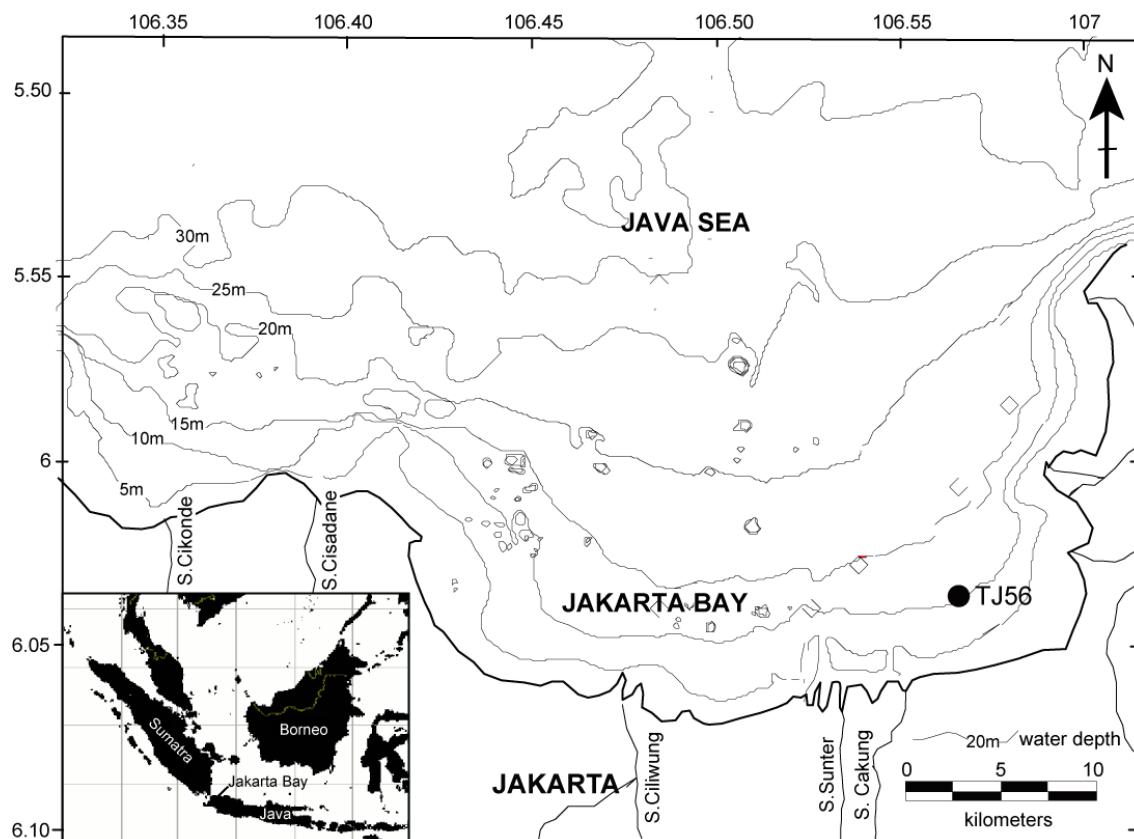 106.35 106.40 106.45 106.50 106.55 107
N
5.50
JAVA SEA
30m
5.55
25m
20m
15m
10m
6
5m
S.Cikonde
S.Cisadane
TJ56
JAKARTA BAY
6.05
Sumatra
Borneo
Jakarta Bay
Java
20m water depth
JAKARTA
S.Ciliwung
S.Sunter
S. Cakung
0 5 10
kilometers
6.10